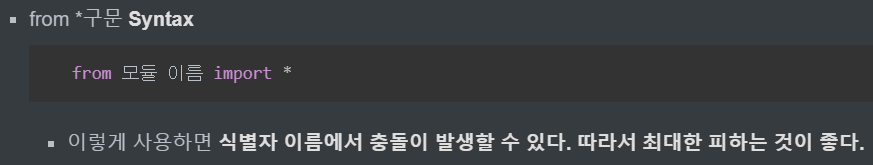 from *구문 Syntax
from 모듈 이름 import *
이렇게 사용하면 식별자 이름에서 충돌이 발생할 수 있다. 따라서 최대한 피하는 것이 좋다.